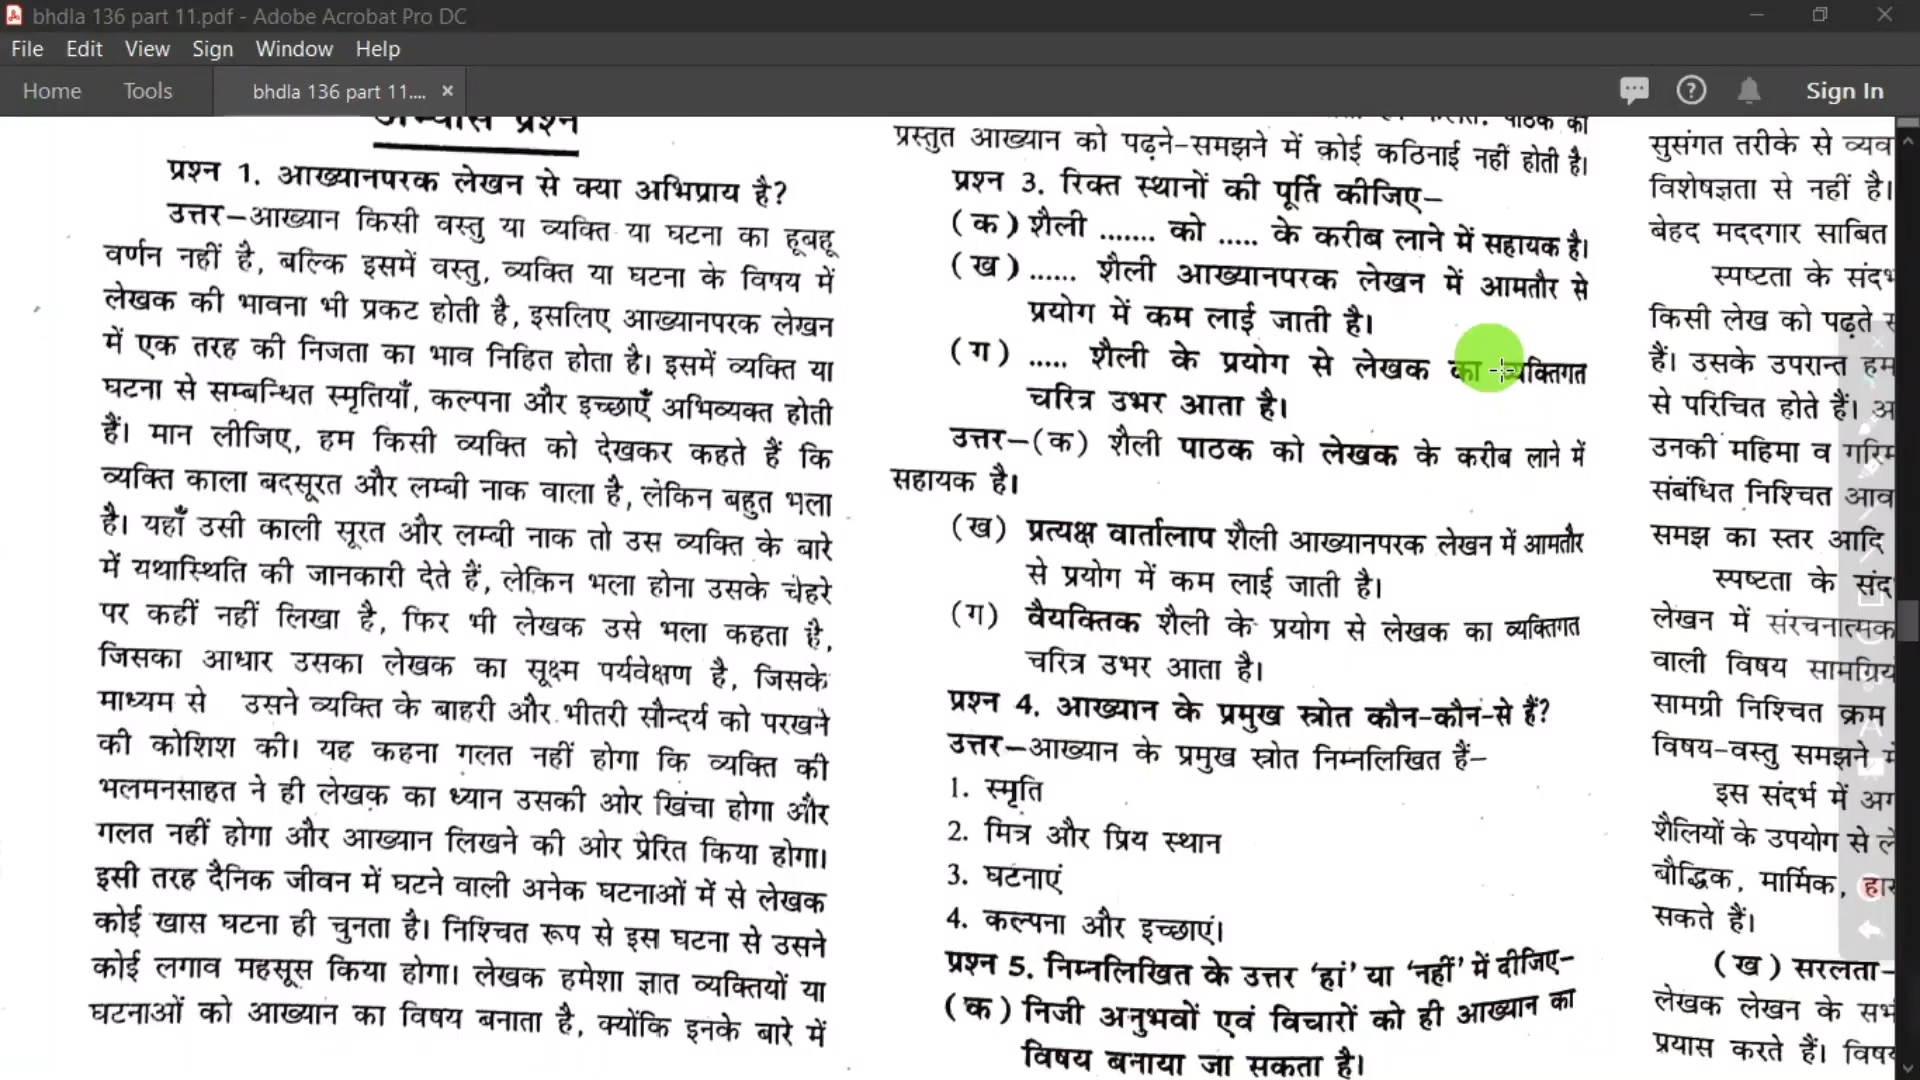 bhdla 136 part 11.pdf - Adobe Acrobat Pro DC
File Edit View Sign Window Help
Home Tools bhdla 136 part 11.... × Sign In
अभ्यास प्रश्न
प्रश्न 1. आख्यानपरक लेखन से क्या अभिप्राय है?
उत्तर–आख्यान किसी वस्तु या व्यक्ति या घटना का हूबहू
वर्णन नहीं है, बल्कि इसमें वस्तु, व्यक्ति या घटना के विषय में
लेखक की भावना भी प्रकट होती है, इसलिए आख्यानपरक लेखन
में एक तरह की निजता का भाव निहित होता है। इसमें व्यक्ति या
घटना से सम्बन्धित स्मृतियाँ, कल्पना और इच्छाएँ अभिव्यक्त होती
हैं। मान लीजिए, हम किसी व्यक्ति को देखकर कहते हैं कि
व्यक्ति काला बदसूरत और लम्बी नाक वाला है, लेकिन बहुत भला
है। यहाँ उसी काली सूरत और लम्बी नाक तो उस व्यक्ति के बारे
में यथास्थिति की जानकारी देते हैं, लेकिन भला होना उसके चेहरे
पर कहीं नहीं लिखा है, फिर भी लेखक उसे भला कहता है,
जिसका आधार उसका लेखक का सूक्ष्म पर्यवेक्षण है, जिसके
माध्यम से उसने व्यक्ति के बाहरी और भीतरी सौन्दर्य को परखने
की कोशिश की। यह कहना गलत नहीं होगा कि व्यक्ति की
भलमनसाहत ने ही लेखक का ध्यान उसकी ओर खिंचा होगा और
गलत नहीं होगा और आख्यान लिखने की ओर प्रेरित किया होगा।
इसी तरह दैनिक जीवन में घटने वाली अनेक घटनाओं में से लेखक
कोई खास घटना ही चुनता है। निश्चित रूप से इस घटना से उसने
कोई लगाव महसूस किया होगा। लेखक हमेशा ज्ञात व्यक्तियों या
घटनाओं को आख्यान का विषय बनाता है, क्योंकि इनके बारे में
पाठक को
प्रस्तुत आख्यान को पढ़ने-समझने में कोई कठिनाई नहीं होती है।
प्रश्न 3. रिक्त स्थानों की पूर्ति कीजिए–
(क) शैली ....... को ..... के करीब लाने में सहायक है।
(ख) ...... शैली आख्यानपरक लेखन में आमतौर से
प्रयोग में कम लाई जाती है।
(ग) ..... शैली के प्रयोग से लेखक का व्यक्तिगत
चरित्र उभर आता है।
उत्तर–(क) शैली पाठक को लेखक के करीब लाने में
सहायक है।
(ख) प्रत्यक्ष वार्तालाप शैली आख्यानपरक लेखन में आमतौर
से प्रयोग में कम लाई जाती है।
(ग) वैयक्तिक शैली के प्रयोग से लेखक का व्यक्तिगत
चरित्र उभर आता है।
प्रश्न 4. आख्यान के प्रमुख स्त्रोत कौन-कौन-से हैं?
उत्तर–आख्यान के प्रमुख स्त्रोत निम्नलिखित हैं–
1. स्मृति
2. मित्र और प्रिय स्थान
3. घटनाएं
4. कल्पना और इच्छाएं।
प्रश्न 5. निम्नलिखित के उत्तर 'हां' या 'नहीं' में दीजिए–
(क) निजी अनुभवों एवं विचारों को ही आख्यान का
विषय बनाया जा सकता है।
सुसंगत तरीके से व्यव
विशेषज्ञता से नहीं है।
बेहद मददगार साबित
स्पष्टता के संदर्भ
किसी लेख को पढ़ते
हैं। उसके उपरान्त हम
से परिचित होते हैं। अ
उनकी महिमा व गरिम
संबंधित निश्चित आव
समझ का स्तर आदि
स्पष्टता के संद
लेखन में संरचनात्मक
वाली विषय सामग्रिय
सामग्री निश्चित क्रम
विषय-वस्तु समझने में
इस संदर्भ में अग
शैलियों के उपयोग से ले
बौद्धिक, मार्मिक, हास
सकते हैं।
(ख) सरलता–
लेखक लेखन के सभ
प्रयास करते हैं। विषय